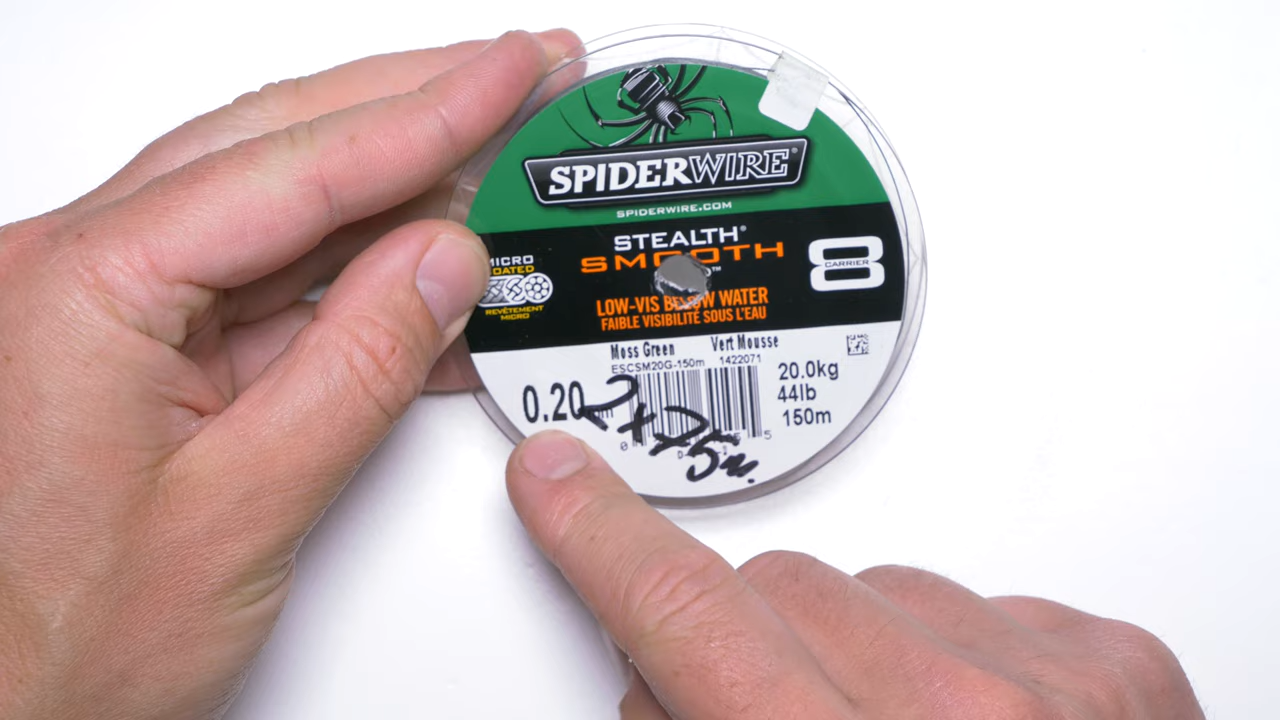 SPIDERWIRE®
SPIDERWIRE.COM
STEALTH®
SMOOTH
MICRO
COATED
REVÊTEMENT
MICRO
8
CARRIER
LOW-VIS BELOW WATER
FAIBLE VISIBILITÉ SOUS L'EAU
Moss Green Vert Mousse
ESCSM20G-150m 1422071
0.20
20.0kg
44lb
150m
2x75m.